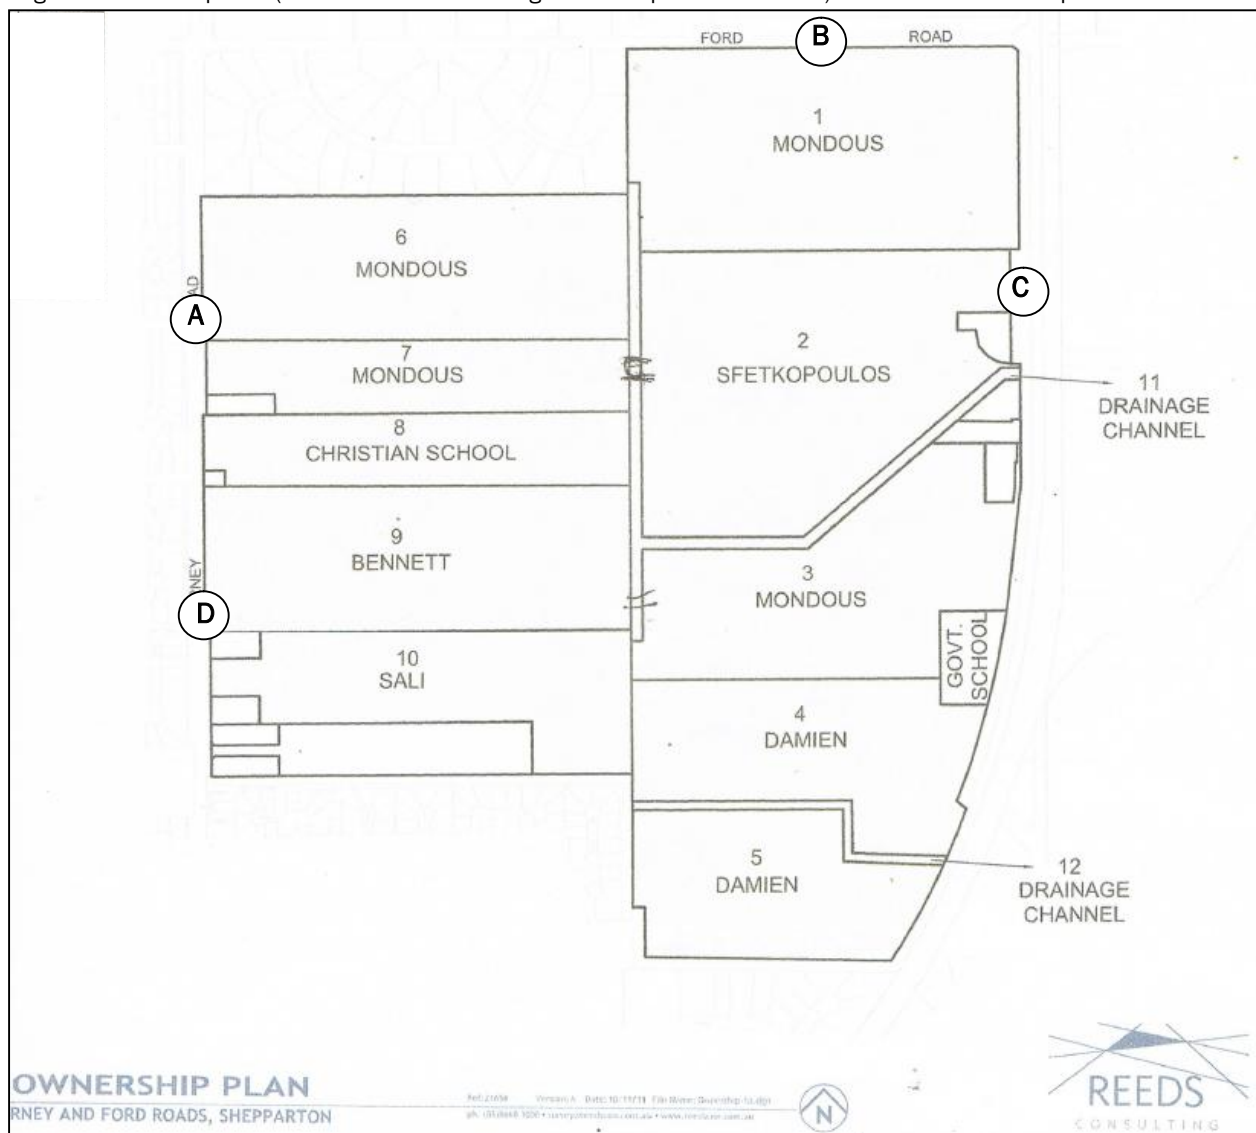 FORD
B
ROAD
1
MONDOUS
6
MONDOUS
A
C
2
SFETKOPOULOS
7
MONDOUS
11
DRAINAGE
CHANNEL
8
CHRISTIAN SCHOOL
9
BENNETT
3
MONDOUS
D
GOVT.
SCHOOL
10
SALI
4
DAMIEN
5
DAMIEN
12
DRAINAGE
CHANNEL
OWNERSHIP PLAN
RNEY AND FORD ROADS, SHEPPARTON
N
REEDS
CONSULTING